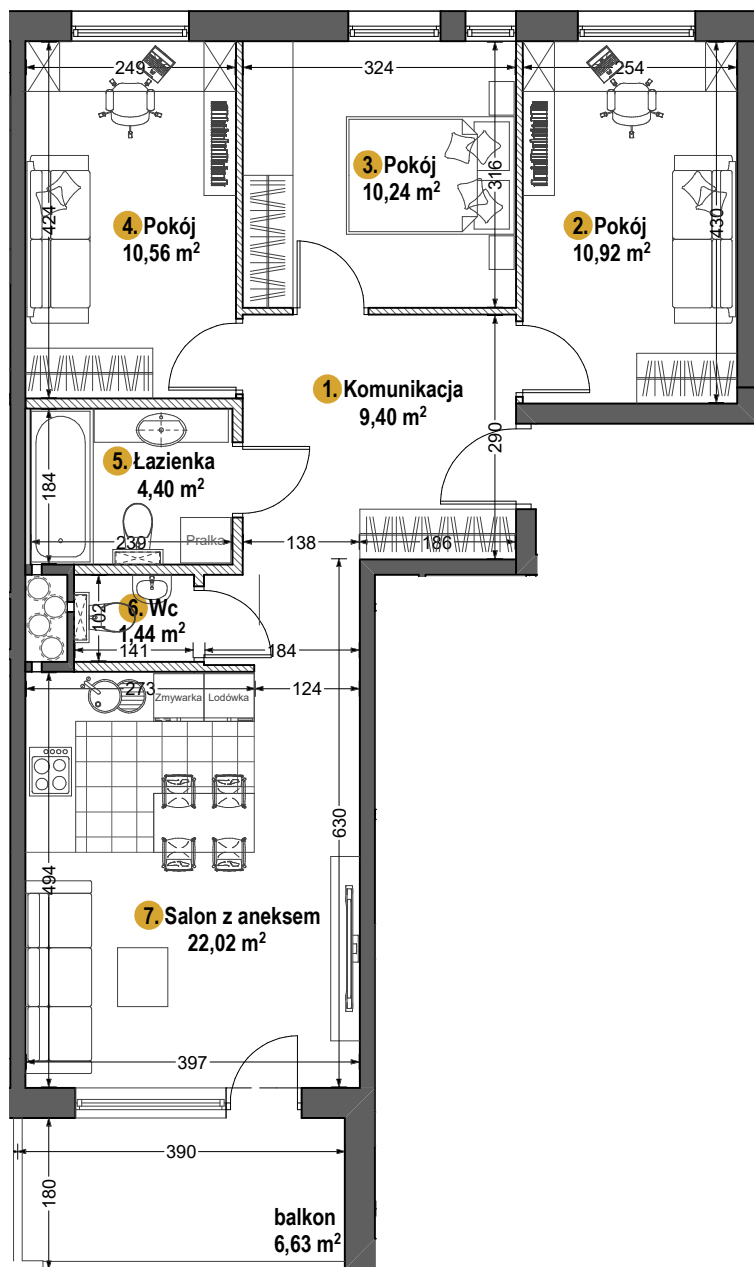 249
324
254
3. Pokój
10,24 m²
316
4. Pokój
10,56 m²
424
2. Pokój
10,92 m²
430
1. Komunikacja
9,40 m²
290
5. Łazienka
4,40 m²
184
239
Pralka
138
186
6. Wc
1,44 m²
102
141
184
273
124
Zmywarka
Lodówka
630
494
7. Salon z aneksem
22,02 m²
397
390
180
balkon
6,63 m²